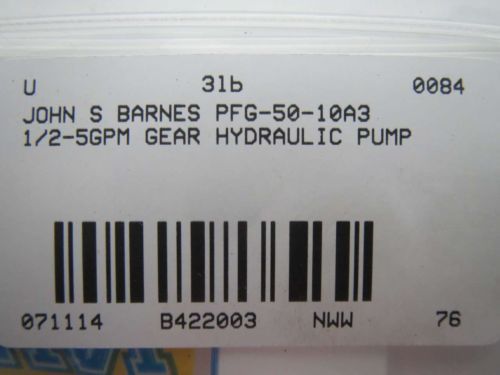 U 3lb 0084
JOHN S BARNES PFG-50-10A3
1/2-5GPM GEAR HYDRAULIC PUMP
071114 B422003 NWW 76